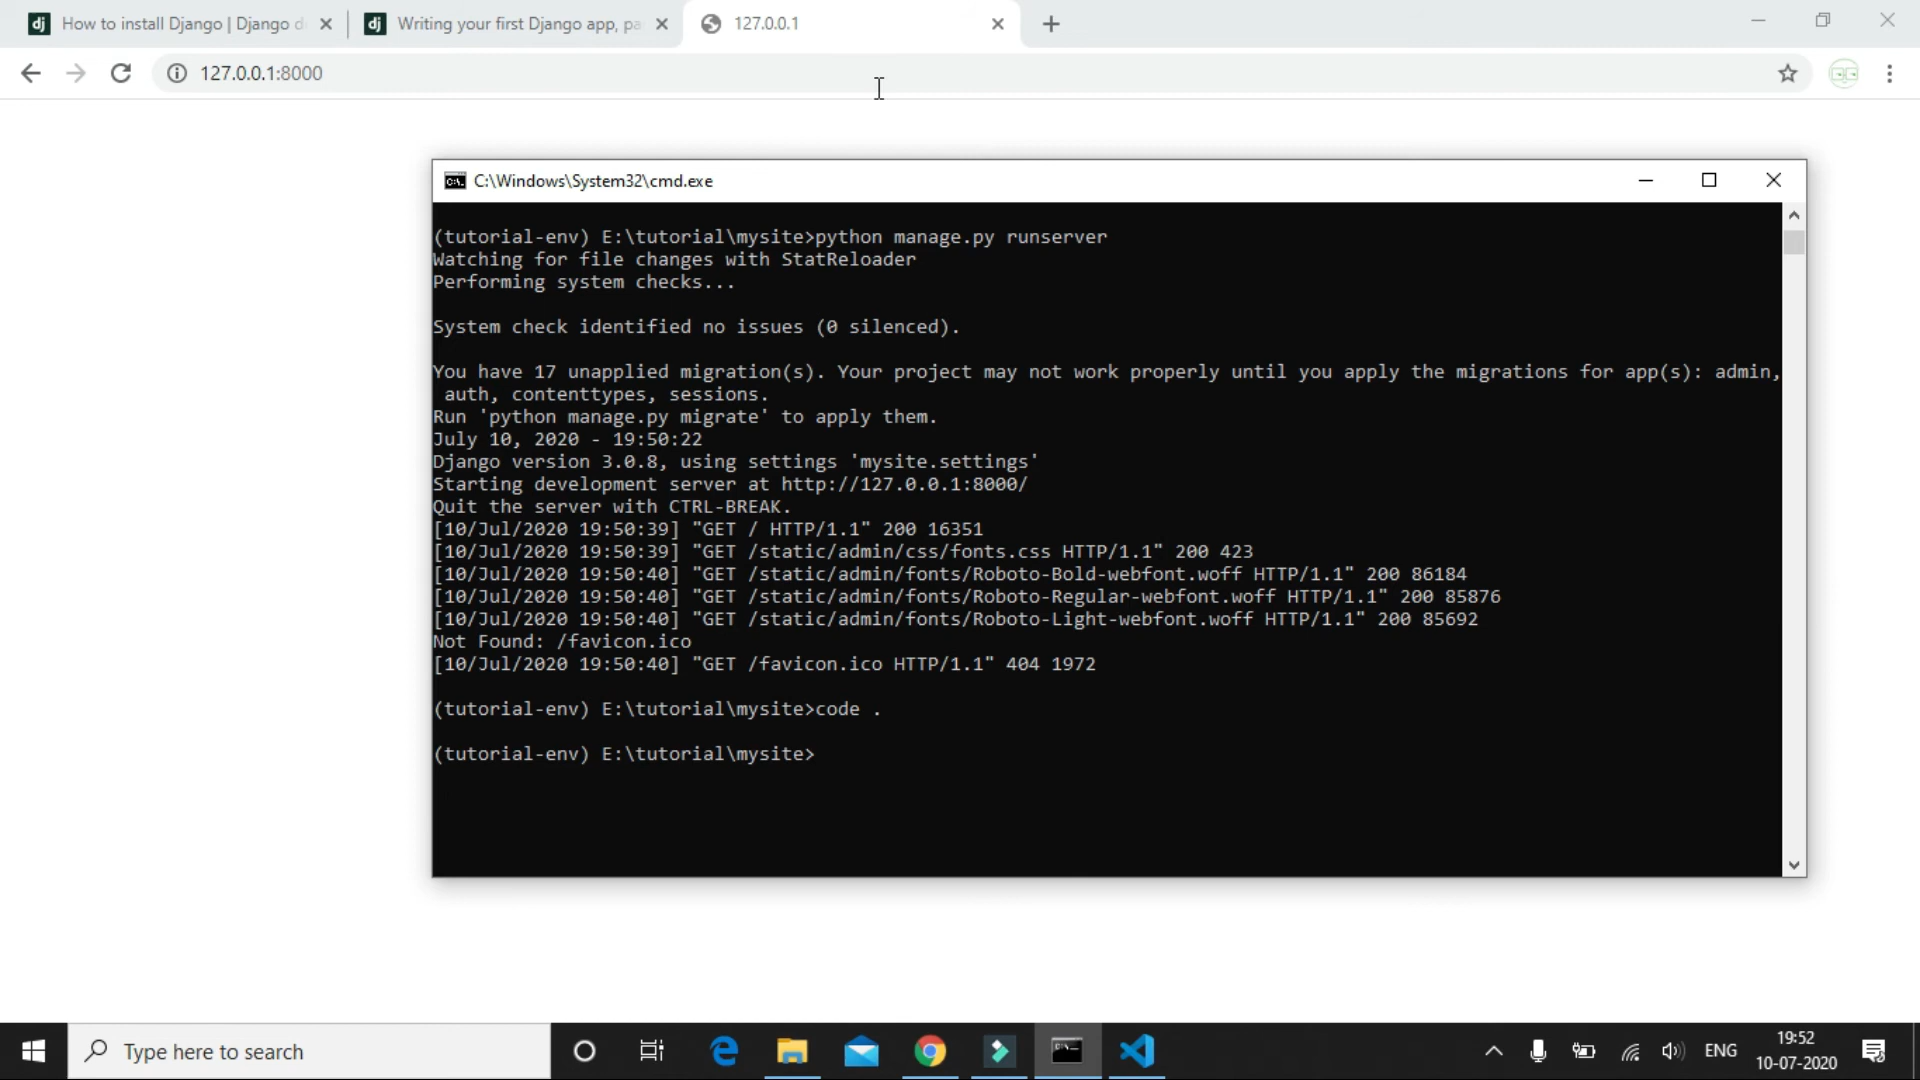 How to install Django | Django d
Writing your first Django app, pa
127.0.0.1
127.0.0.1:8000
C:\Windows\System32\cmd.exe
(tutorial-env) E:\tutorial\mysite>python manage.py runserver
Watching for file changes with StatReloader
Performing system checks...
System check identified no issues (0 silenced).
You have 17 unapplied migration(s). Your project may not work properly until you apply the migrations for app(s): admin,
auth, contenttypes, sessions.
Run 'python manage.py migrate' to apply them.
July 10, 2020 - 19:50:22
Django version 3.0.8, using settings 'mysite.settings'
Starting development server at http://127.0.0.1:8000/
Quit the server with CTRL-BREAK.
[10/Jul/2020 19:50:39] "GET / HTTP/1.1" 200 16351
[10/Jul/2020 19:50:39] "GET /static/admin/css/fonts.css HTTP/1.1" 200 423
[10/Jul/2020 19:50:40] "GET /static/admin/fonts/Roboto-Bold-webfont.woff HTTP/1.1" 200 86184
[10/Jul/2020 19:50:40] "GET /static/admin/fonts/Roboto-Regular-webfont.woff HTTP/1.1" 200 85876
[10/Jul/2020 19:50:40] "GET /static/admin/fonts/Roboto-Light-webfont.woff HTTP/1.1" 200 85692
Not Found: /favicon.ico
[10/Jul/2020 19:50:40] "GET /favicon.ico HTTP/1.1" 404 1972
(tutorial-env) E:\tutorial\mysite>code .
(tutorial-env) E:\tutorial\mysite>
Type here to search
ENG
19:52
10-07-2020